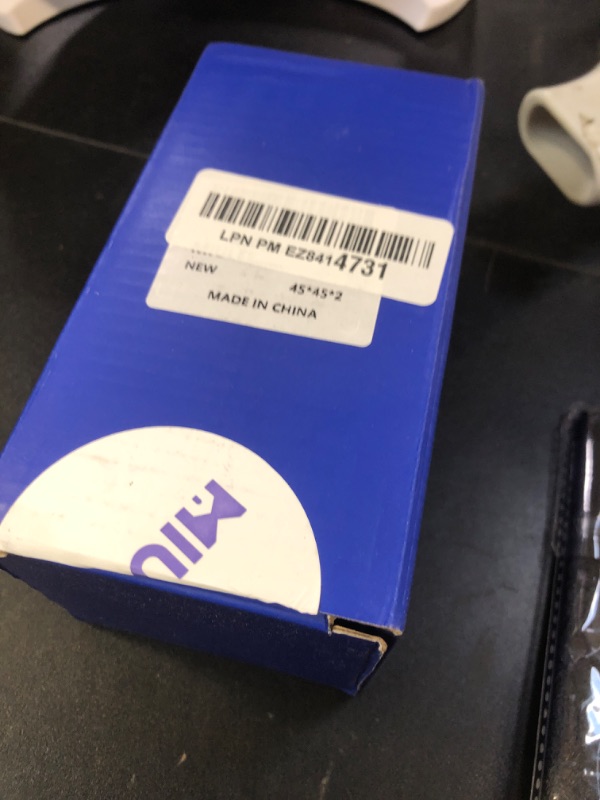 LPN PM EZ8414731
NEW
45*45*2
MADE IN CHINA
MIU